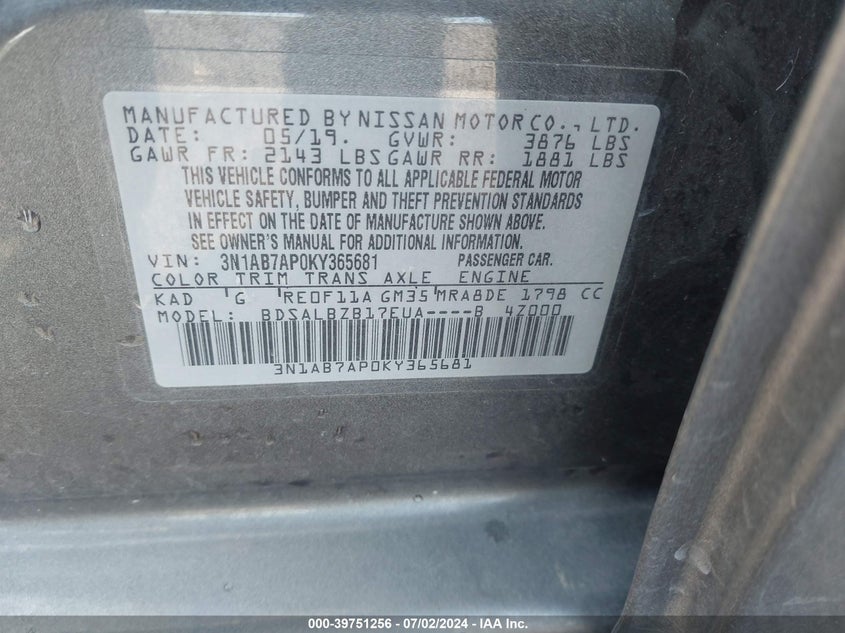 MANUFACTURED BY NISSAN MOTOR CO., LTD.
DATE: 05/19. GVWR: 3876 LBS
GAWR FR: 2143 LBS GAWR RR: 1881 LBS
THIS VEHICLE CONFORMS TO ALL APPLICABLE FEDERAL MOTOR
VEHICLE SAFETY, BUMPER AND THEFT PREVENTION STANDARDS
IN EFFECT ON THE DATE OF MANUFACTURE SHOWN ABOVE.
SEE OWNER'S MANUAL FOR ADDITIONAL INFORMATION.
VIN: 3N1AB7AP0KY365681 PASSENGER CAR.
COLOR TRIM TRANS AXLE ENGINE
KAD G RE0F11A GM35 MRA8DE 1798 CC
MODEL: BDSALBZB17EUA----B 4Z000
3N1AB7AP0KY365681
000-39751256 - 07/02/2024 - IAA Inc.